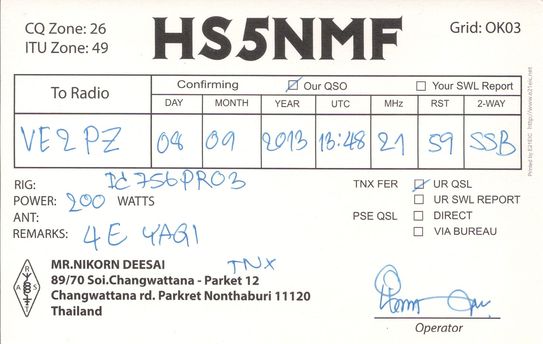 CQ Zone: 26
ITU Zone: 49
HS5NMF
Grid: OK03
To Radio
Confirming
Our QSO
Your SWL Report
DAY MONTH YEAR UTC MHz RST 2-WAY
VE2PZ 08 09 2013 13:48 21 59 SSB
RIG: IC756PRO3
POWER: 200 WATTS
ANT:
REMARKS: 4E YAGI
TNX FER UR QSL
UR SWL REPORT
PSE QSL DIRECT
VIA BUREAU
MR.NIKORN DEESAI TNX
89/70 Soi.Changwattana - Parket 12
Changwattana rd. Parkret Nonthaburi 11120
Thailand
RAST
Operator